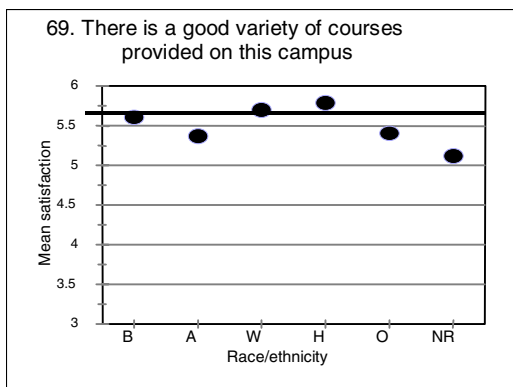 69. There is a good variety of courses
provided on this campus
Mean satisfaction
6
5.5
5
4.5
4
3.5
3
B A W H O NR
Race/ethnicity